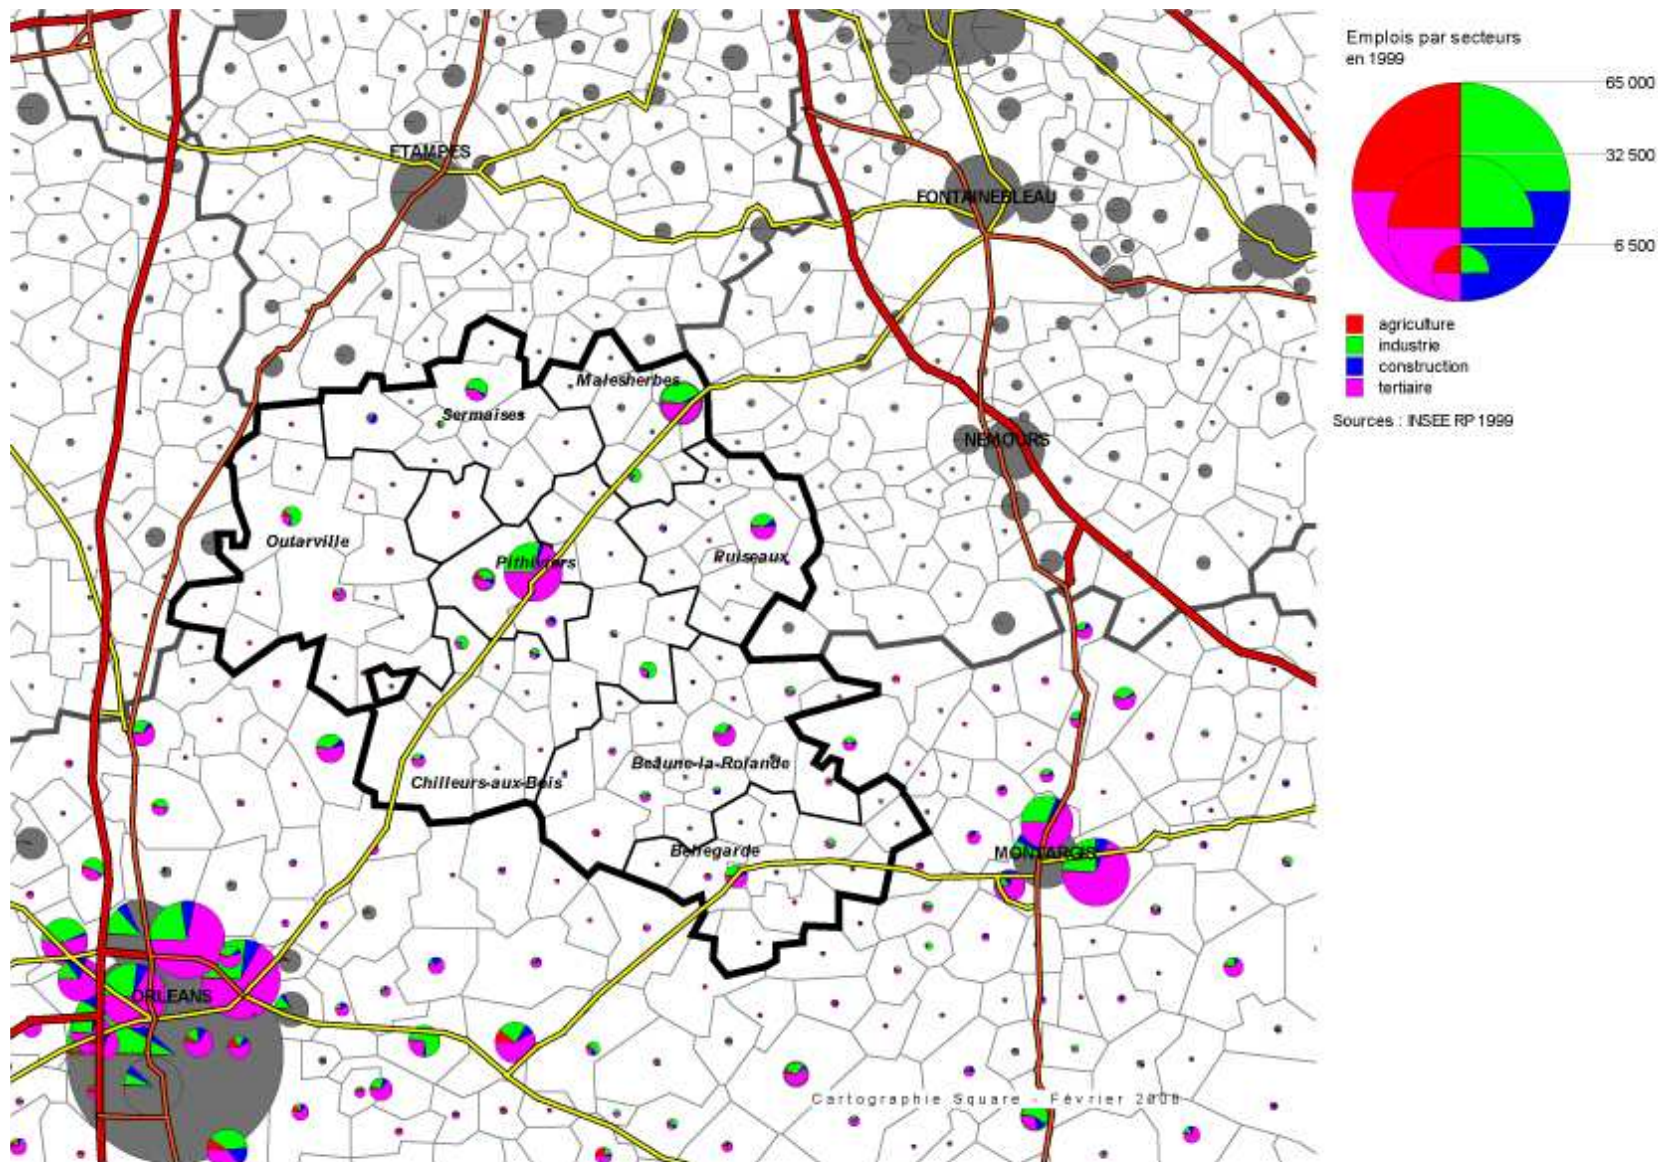 Emplois par secteurs
en 1999
65 000
32 500
6 500
agriculture
industrie
construction
tertiaire
Sources : INSEE RP 1999
ETAMPES
FONTAINEBLEAU
Malesherbes
Sermaises
NEMOURS
Outarville
Pithiviers
Puiseaux
Beaune-la-Rolande
Chilleurs-aux-Bois
Bellegarde
MONTARGIS
ORLEANS
Cartographie Square - Février 2008